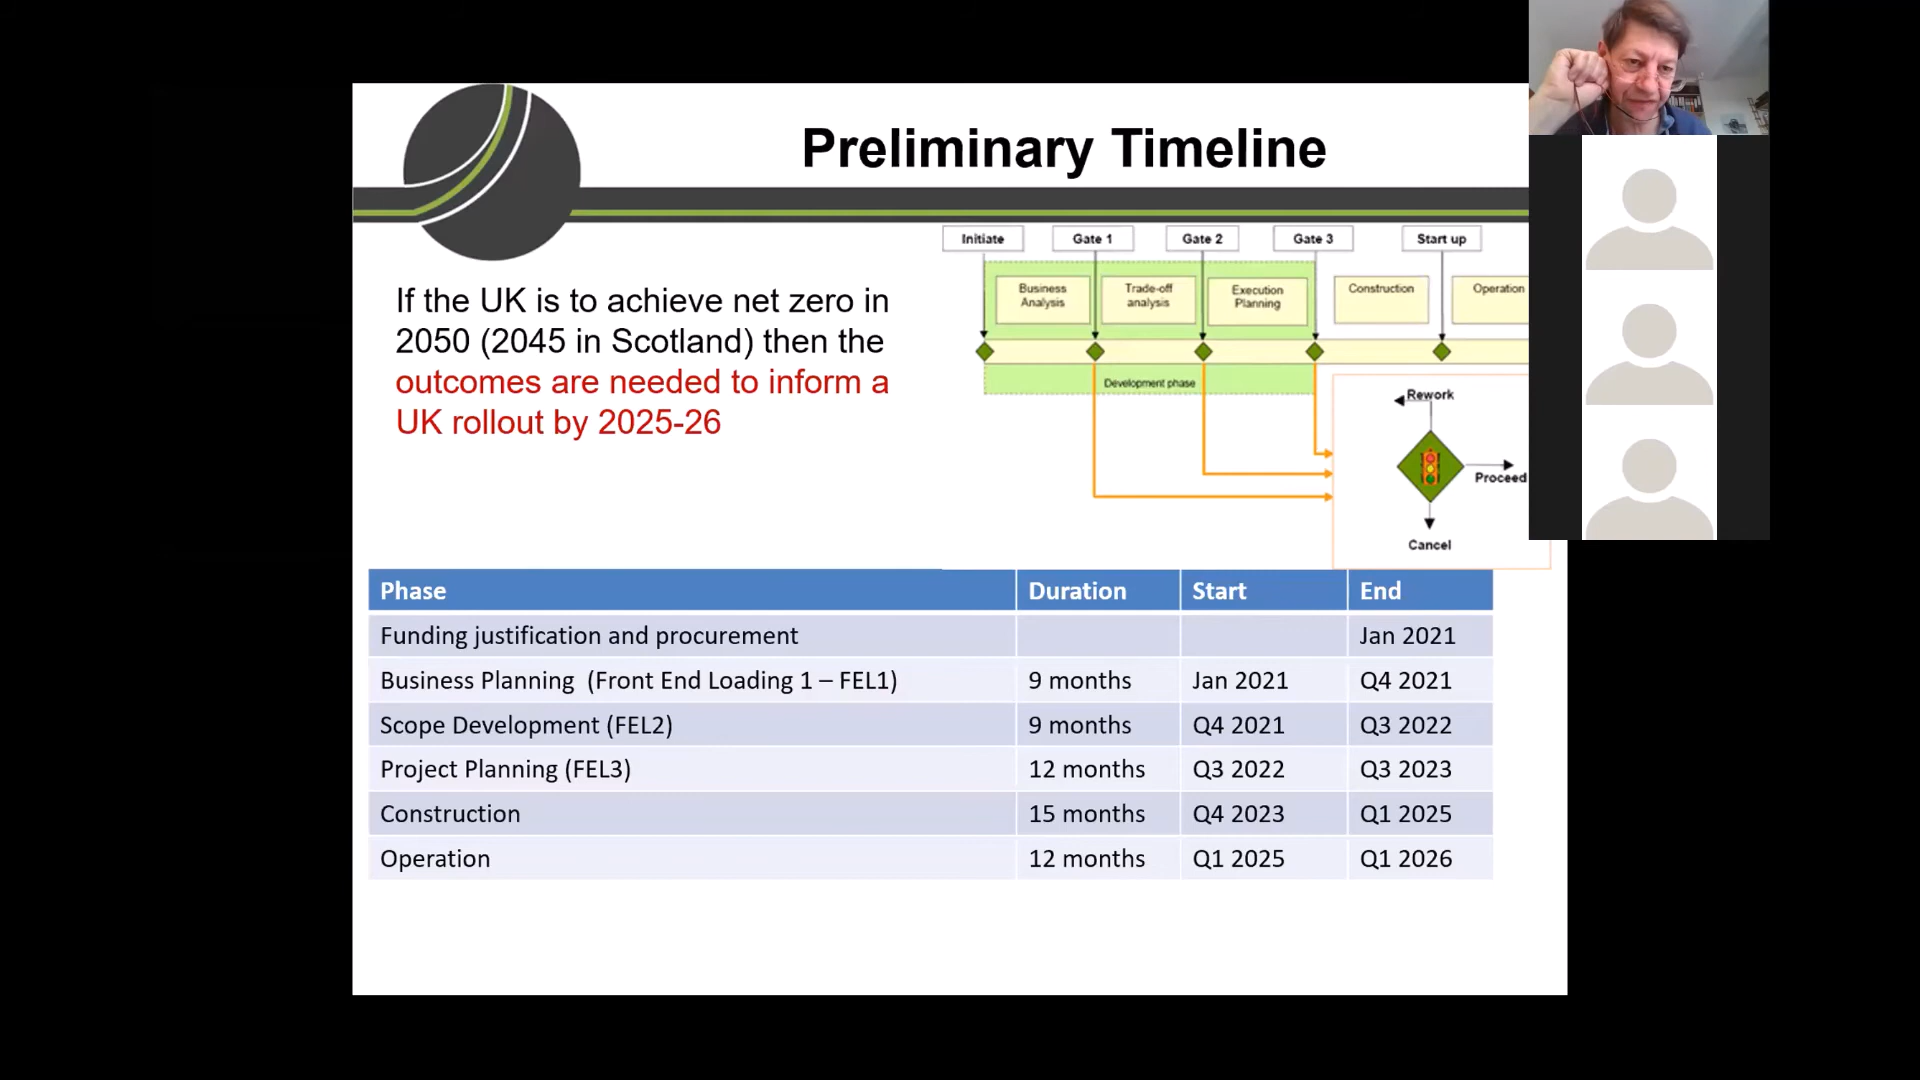 Preliminary Timeline
If the UK is to achieve net zero in
2050 (2045 in Scotland) then the
outcomes are needed to inform a
UK rollout by 2025-26
Initiate Gate 1 Gate 2 Gate 3 Start up
Business Analysis Trade-off analysis Execution Planning Construction Operation
Development phase
Rework
Proceed
Cancel
Phase Duration Start End
Funding justification and procurement Jan 2021
Business Planning (Front End Loading 1 – FEL1) 9 months Jan 2021 Q4 2021
Scope Development (FEL2) 9 months Q4 2021 Q3 2022
Project Planning (FEL3) 12 months Q3 2022 Q3 2023
Construction 15 months Q4 2023 Q1 2025
Operation 12 months Q1 2025 Q1 2026